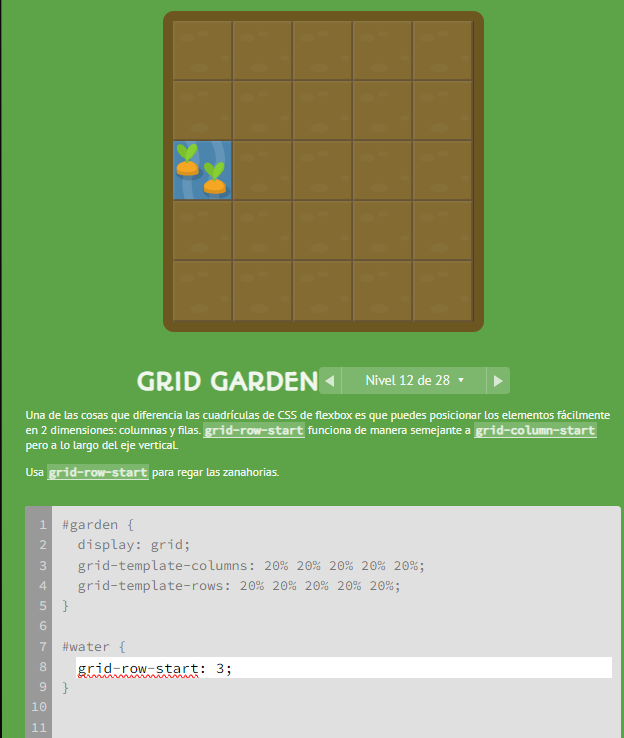 GRID GARDEN
Nivel 12 de 28
Una de las cosas que diferencia las cuadrículas de CSS de flexbox es que puedes posicionar los elementos fácilmente
en 2 dimensiones: columnas y filas. grid-row-start funciona de manera semejante a grid-column-start
pero a lo largo del eje vertical.
Usa grid-row-start para regar las zanahorias.
1 #garden {
2 display: grid;
3 grid-template-columns: 20% 20% 20% 20% 20%;
4 grid-template-rows: 20% 20% 20% 20% 20%;
5 }
6
7 #water {
8 grid-row-start: 3;
9 }
10
11